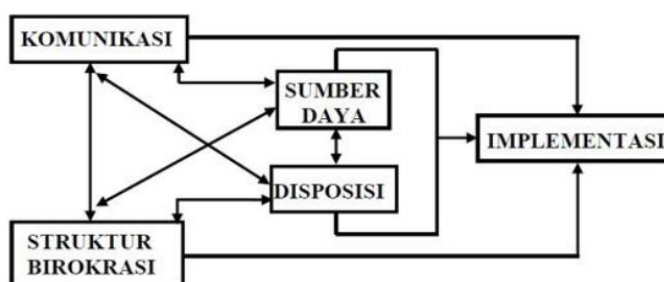 KOMUNIKASI
SUMBER
DAYA
IMPLEMENTASI
DISPOSISI
STRUKTUR
BIROKRASI